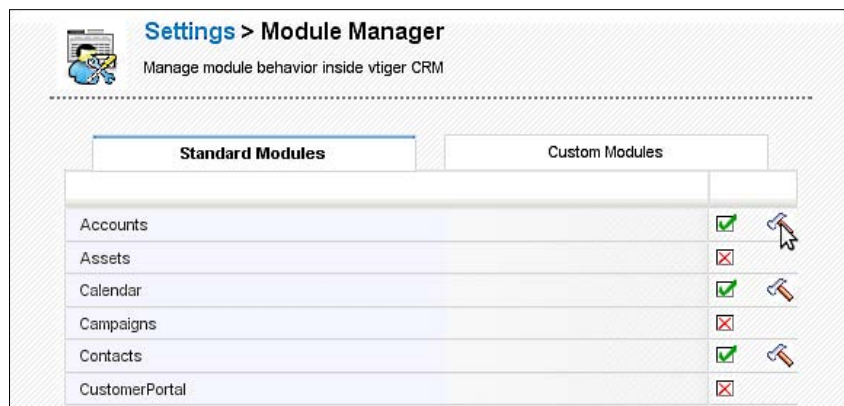 Settings > Module Manager
Manage module behavior inside vtiger CRM
Standard Modules
Custom Modules
Accounts
Assets
Calendar
Campaigns
Contacts
CustomerPortal